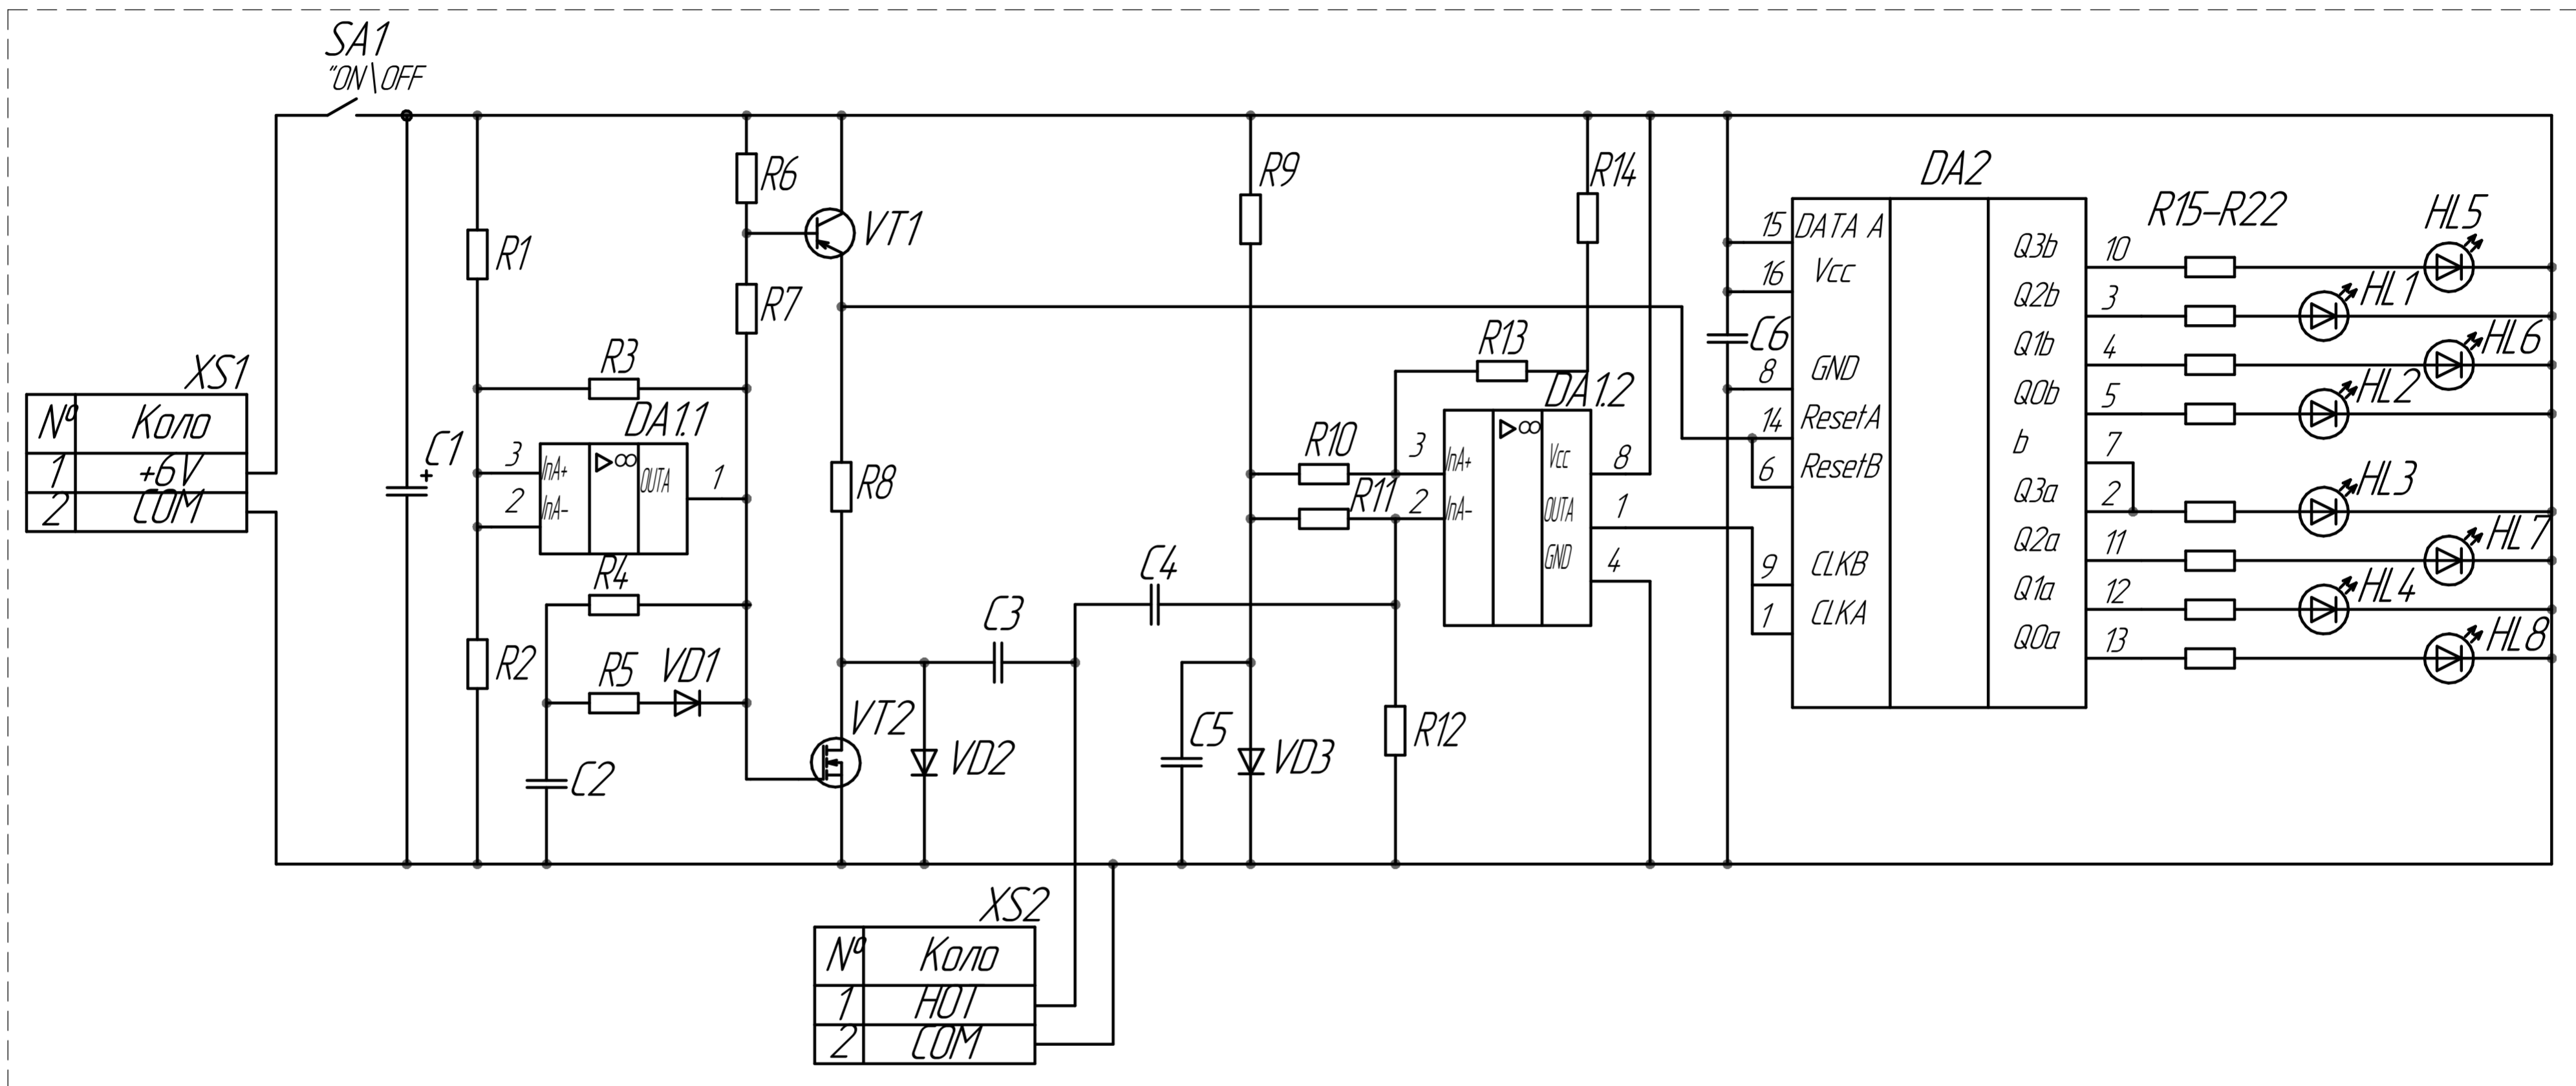 SA1
"ON\OFF
XS1
Nº Коло
1 +6V
2 COM
C1
+
R1
R2
R3
DA1.1
3 InA+
2 InA-
▷∞
OUTA 1
R4
R5
VD1
C2
R6
R7
VT1
R8
VT2
VD2
C3
C4
XS2
Nº Коло
1 HOT
2 COM
R9
C5
VD3
R10
R11
R12
R13
R14
DA1.2
3 InA+
2 InA-
▷∞
Vcc 8
OUTA 1
GND 4
C6
DA2
15 DATA A
16 Vcc
8 GND
14 ResetA
6 ResetB
9 CLKB
1 CLKA
Q3b 10
Q2b 3
Q1b 4
Q0b 5
b 7
Q3a 2
Q2a 11
Q1a 12
Q0a 13
R15-R22
HL5
HL1
HL6
HL2
HL3
HL7
HL4
HL8